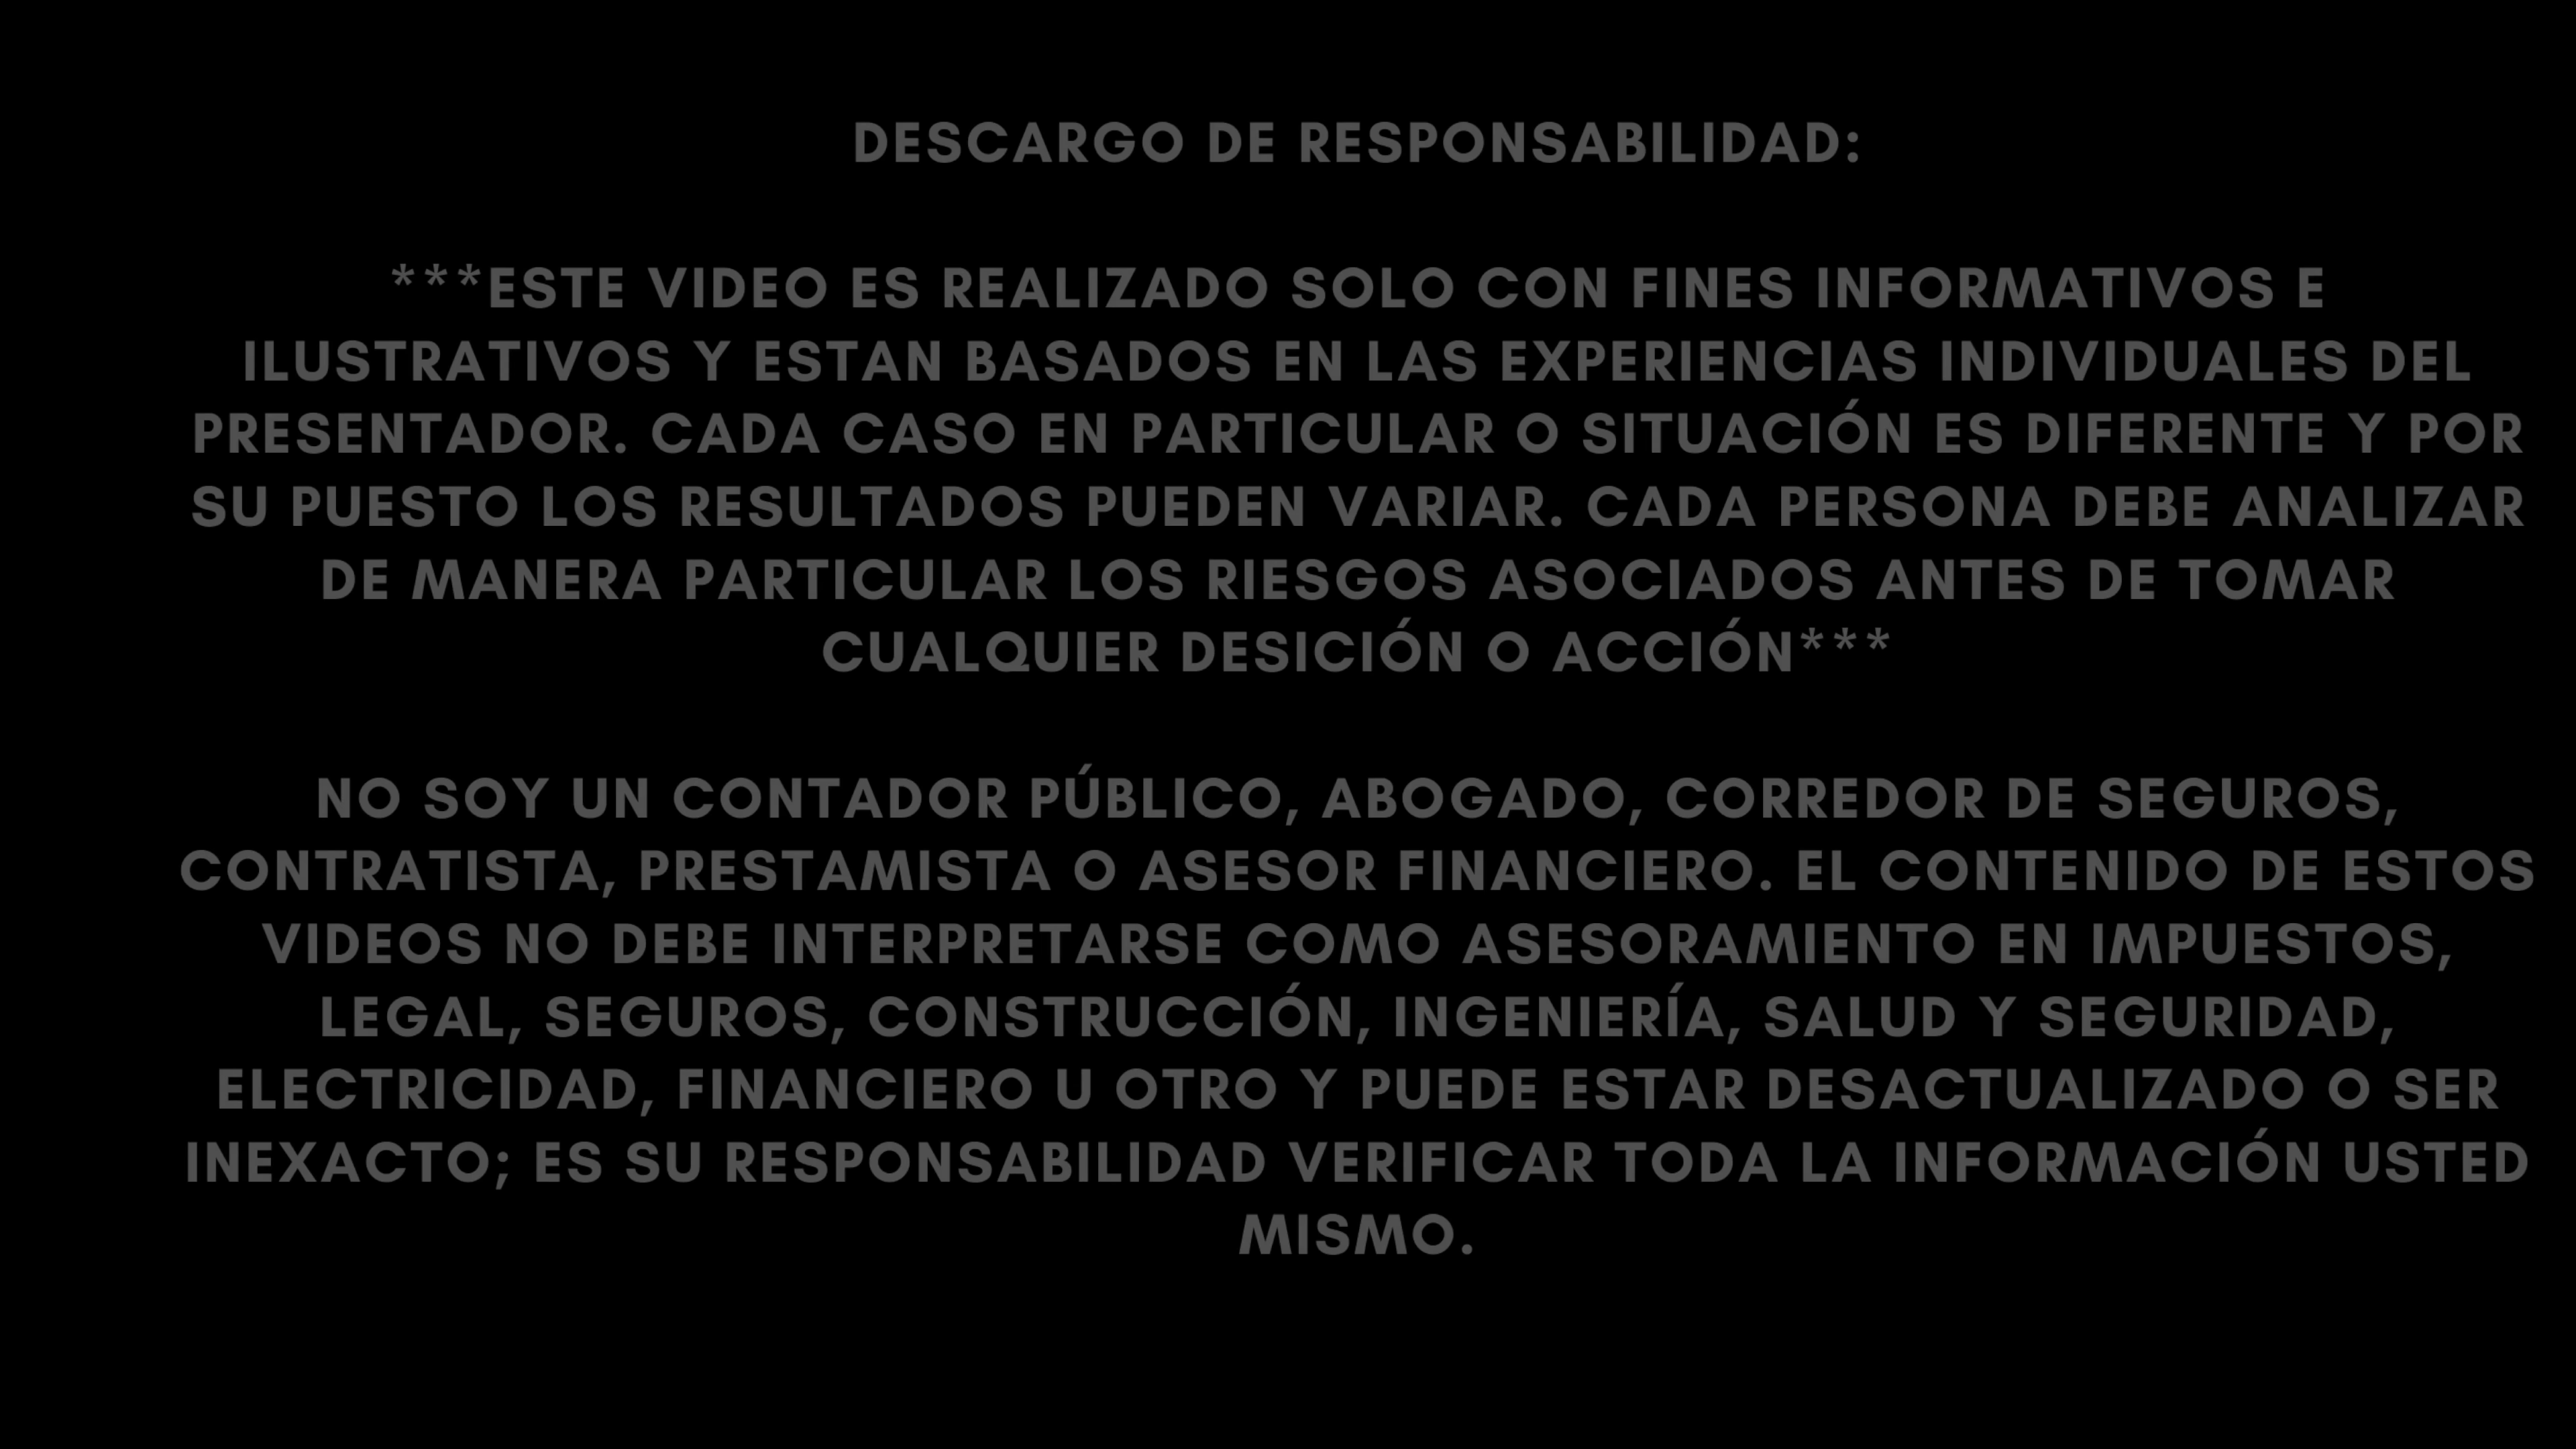 DESCARGO DE RESPONSABILIDAD:
***ESTE VIDEO ES REALIZADO SOLO CON FINES INFORMATIVOS E
ILUSTRATIVOS Y ESTAN BASADOS EN LAS EXPERIENCIAS INDIVIDUALES DEL
PRESENTADOR. CADA CASO EN PARTICULAR O SITUACIÓN ES DIFERENTE Y POR
SU PUESTO LOS RESULTADOS PUEDEN VARIAR. CADA PERSONA DEBE ANALIZAR
DE MANERA PARTICULAR LOS RIESGOS ASOCIADOS ANTES DE TOMAR
CUALQUIER DESICIÓN O ACCIÓN***
NO SOY UN CONTADOR PÚBLICO, ABOGADO, CORREDOR DE SEGUROS,
CONTRATISTA, PRESTAMISTA O ASESOR FINANCIERO. EL CONTENIDO DE ESTOS
VIDEOS NO DEBE INTERPRETARSE COMO ASESORAMIENTO EN IMPUESTOS,
LEGAL, SEGUROS, CONSTRUCCIÓN, INGENIERÍA, SALUD Y SEGURIDAD,
ELECTRICIDAD, FINANCIERO U OTRO Y PUEDE ESTAR DESACTUALIZADO O SER
INEXACTO; ES SU RESPONSABILIDAD VERIFICAR TODA LA INFORMACIÓN USTED
MISMO.